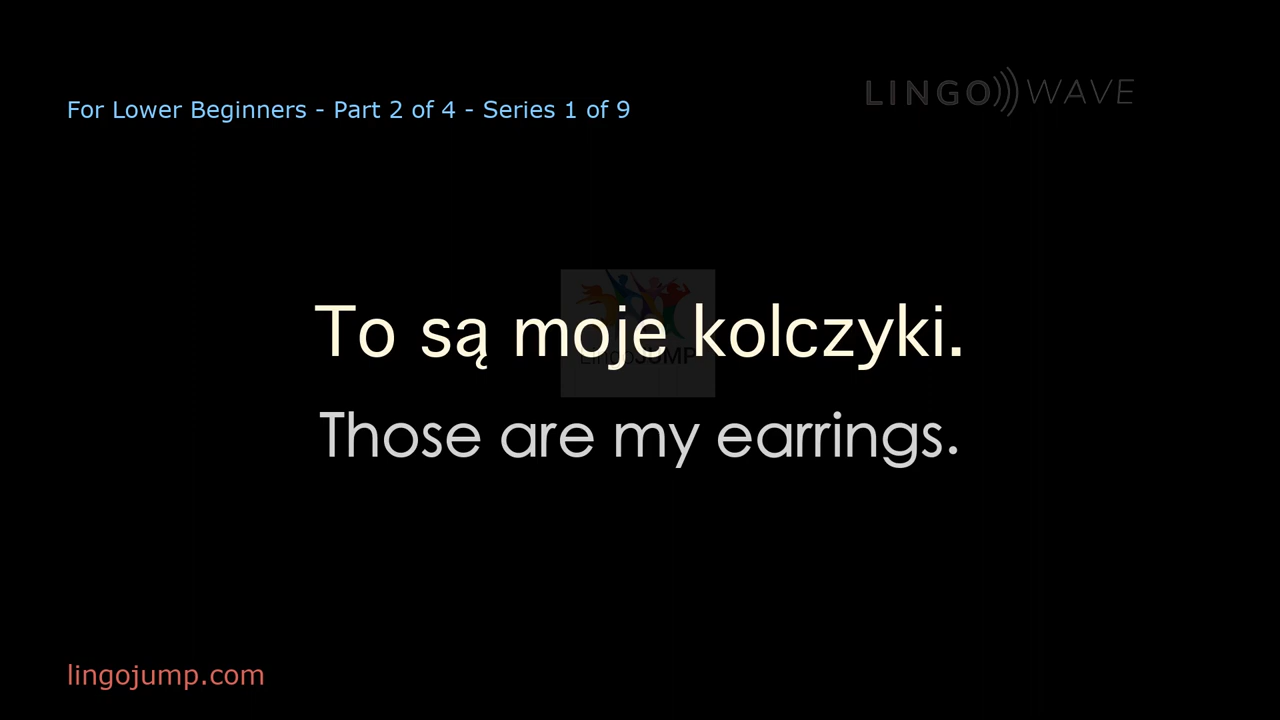 For Lower Beginners - Part 2 of 4 - Series 1 of 9
LINGO WAVE
To są moje kolczyki.
LingoJUMP
Those are my earrings.
lingojump.com